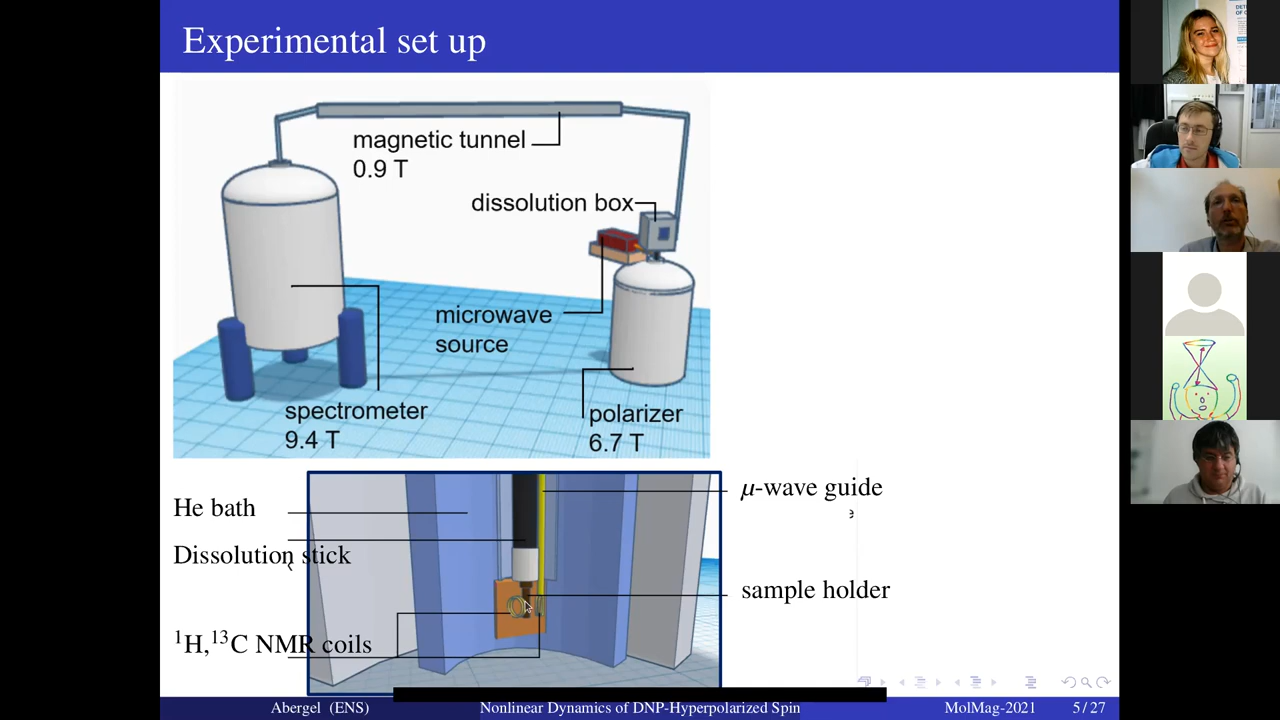 Experimental set up
magnetic tunnel
0.9 T
dissolution box
microwave
source
spectrometer
9.4 T
polarizer
6.7 T
He bath
Dissolution stick
¹H,¹³C NMR coils
μ-wave guide
e
sample holder
Abergel (ENS)
Nonlinear Dynamics of DNP-Hyperpolarized Spin
MolMag-2021
5 / 27